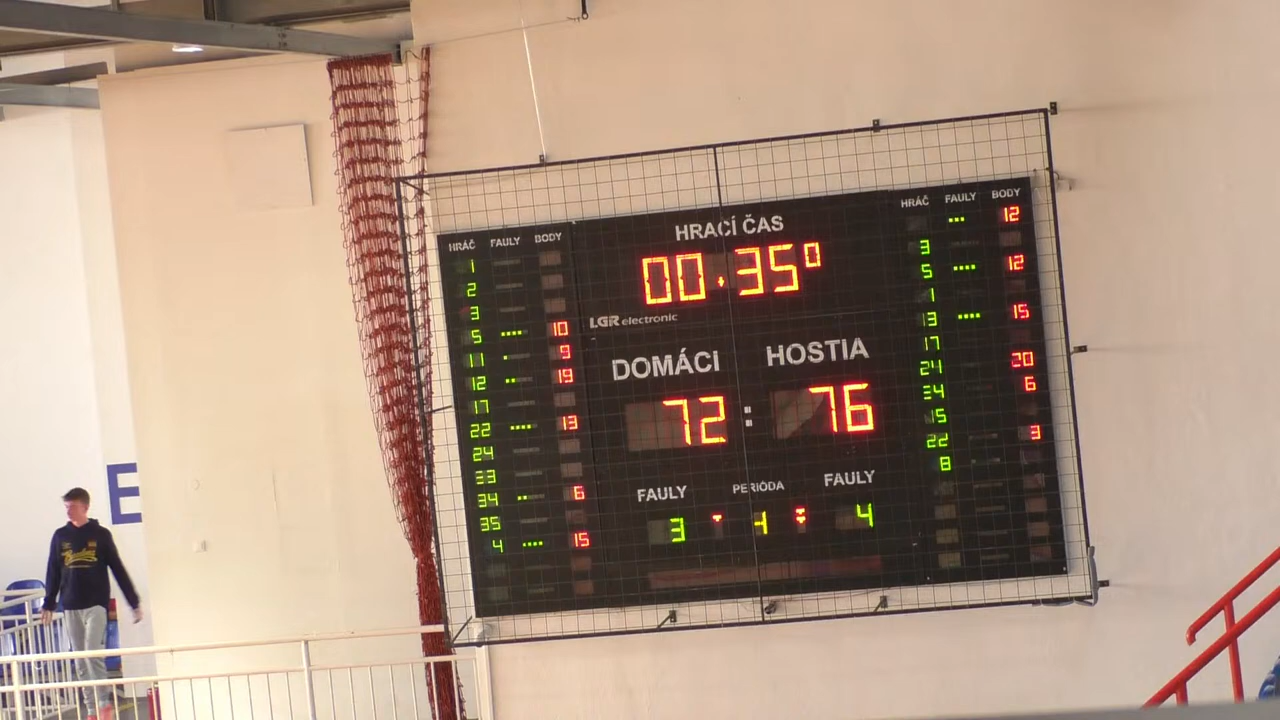 HRACÍ ČAS
00.35⁰
LGR electronic
DOMÁCI HOSTIA
72 : 76
FAULY PERIÓDA FAULY
3 4 4
HRÁČ FAULY BODY
1
2
3
5 10
11 9
12 19
17
22 13
24
33
34 6
35
4 15
HRÁČ FAULY BODY
12
3
5 12
1
13 15
17
24 20
34 6
15
22 3
8
E